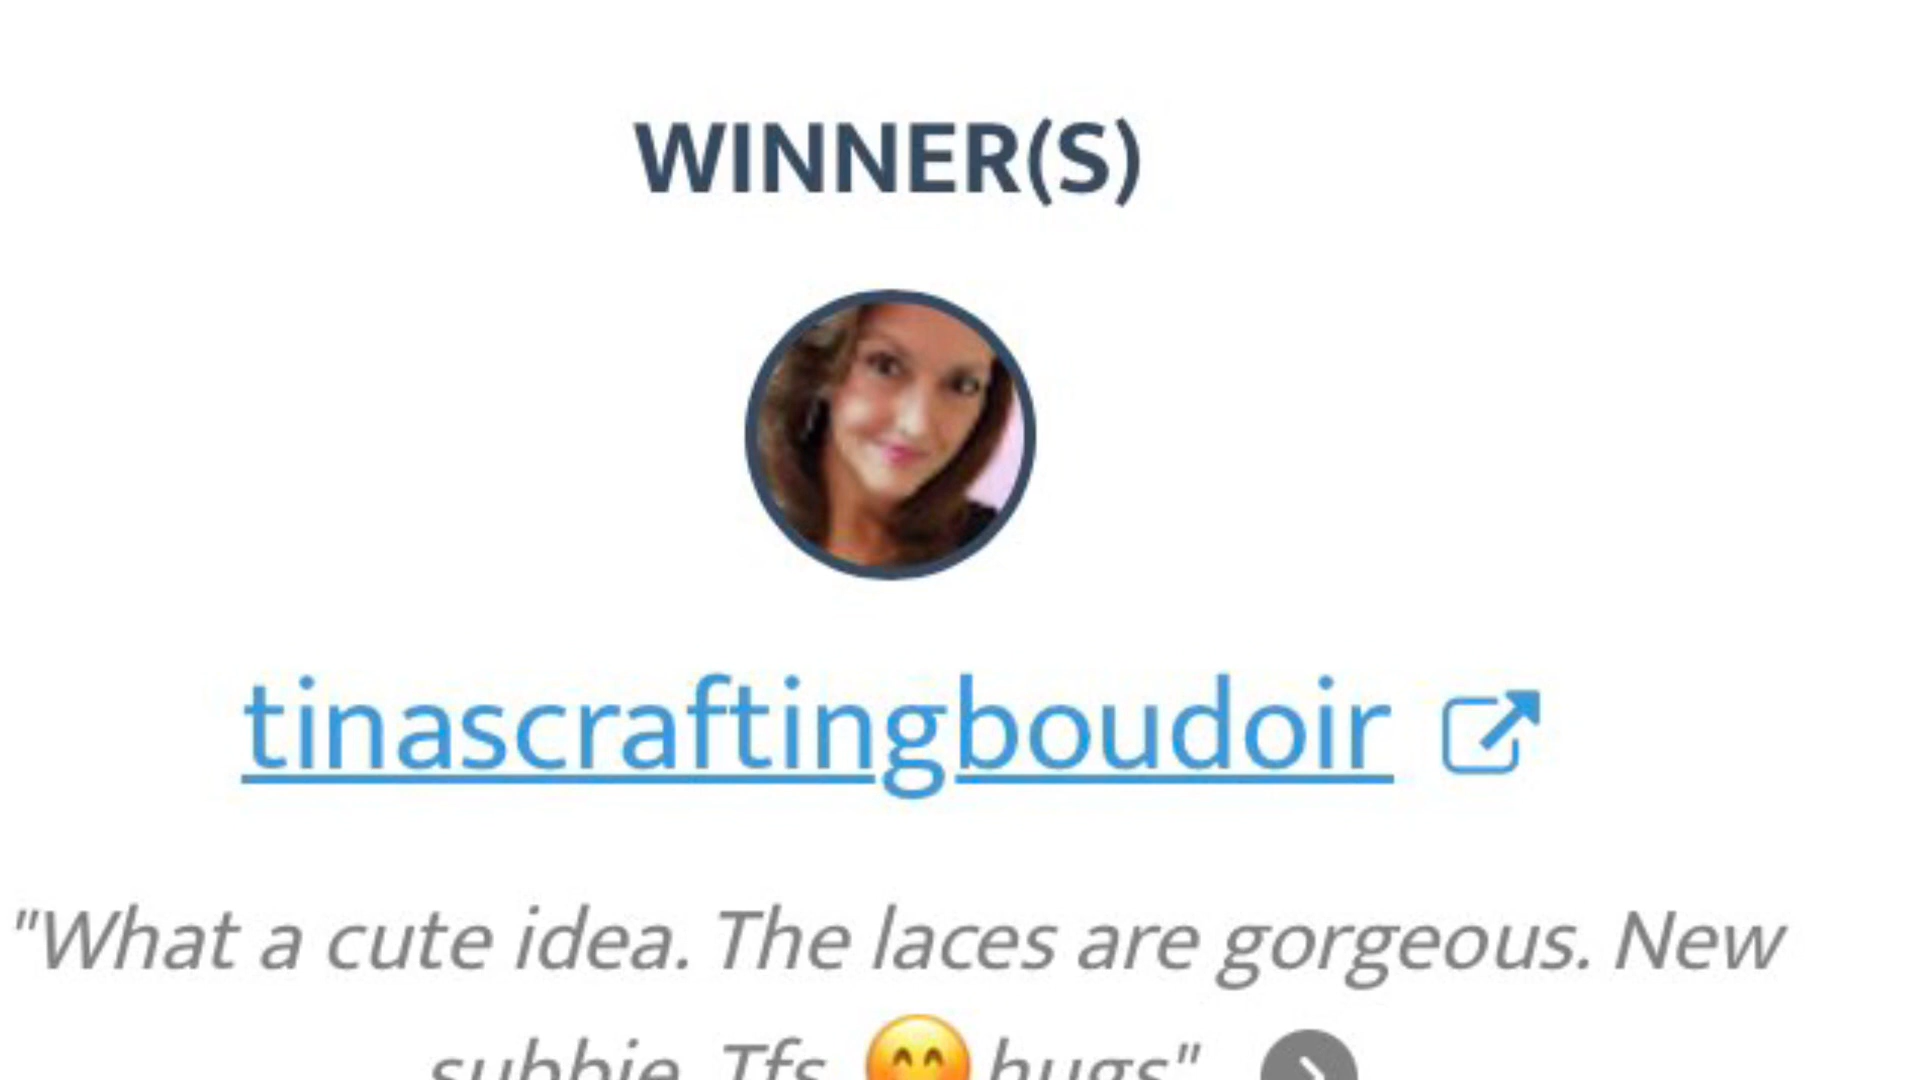 WINNER(S)
tinascraftingboudoir
"What a cute idea. The laces are gorgeous. New
subbie. Tfs. 😊hugs"